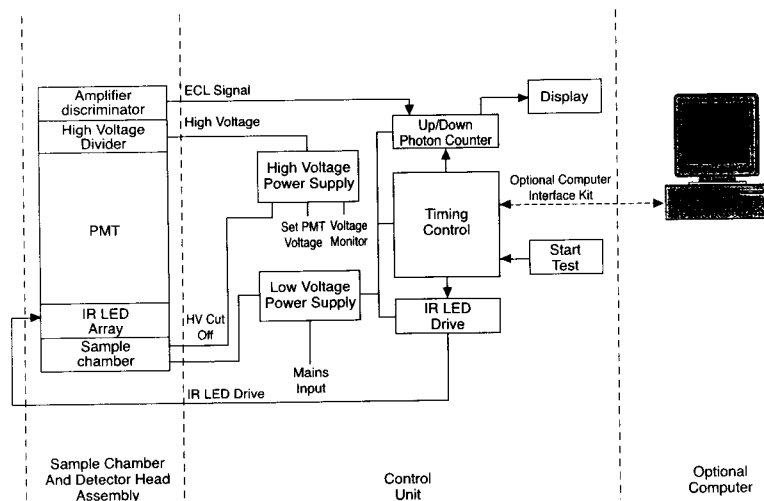 Amplifier
discriminator
High Voltage
Divider
PMT
IR LED
Array
Sample
chamber
ECL Signal
High Voltage
High Voltage
Power Supply
Set PMT
Voltage
Voltage
Monitor
Low Voltage
Power Supply
HV Cut
Off
Mains
Input
IR LED Drive
Up/Down
Photon Counter
Display
Timing
Control
Optional Computer
Interface Kit
Start
Test
IR LED
Drive
Sample Chamber
And Detector Head
Assembly
Control
Unit
Optional
Computer